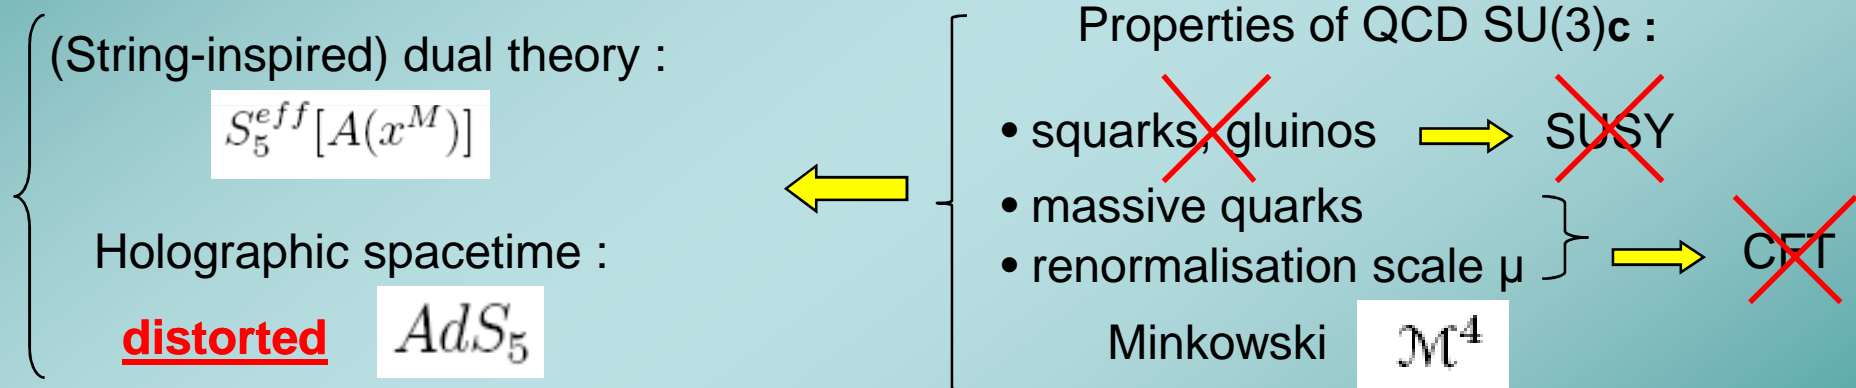 (String-inspired) dual theory :
S_5^{eff}[A(x^M)]
Holographic spacetime :
distorted AdS_5
Properties of QCD SU(3)c :
• squarks, gluinos SUSY
• massive quarks
• renormalisation scale µ CFT
Minkowski ℳ^4